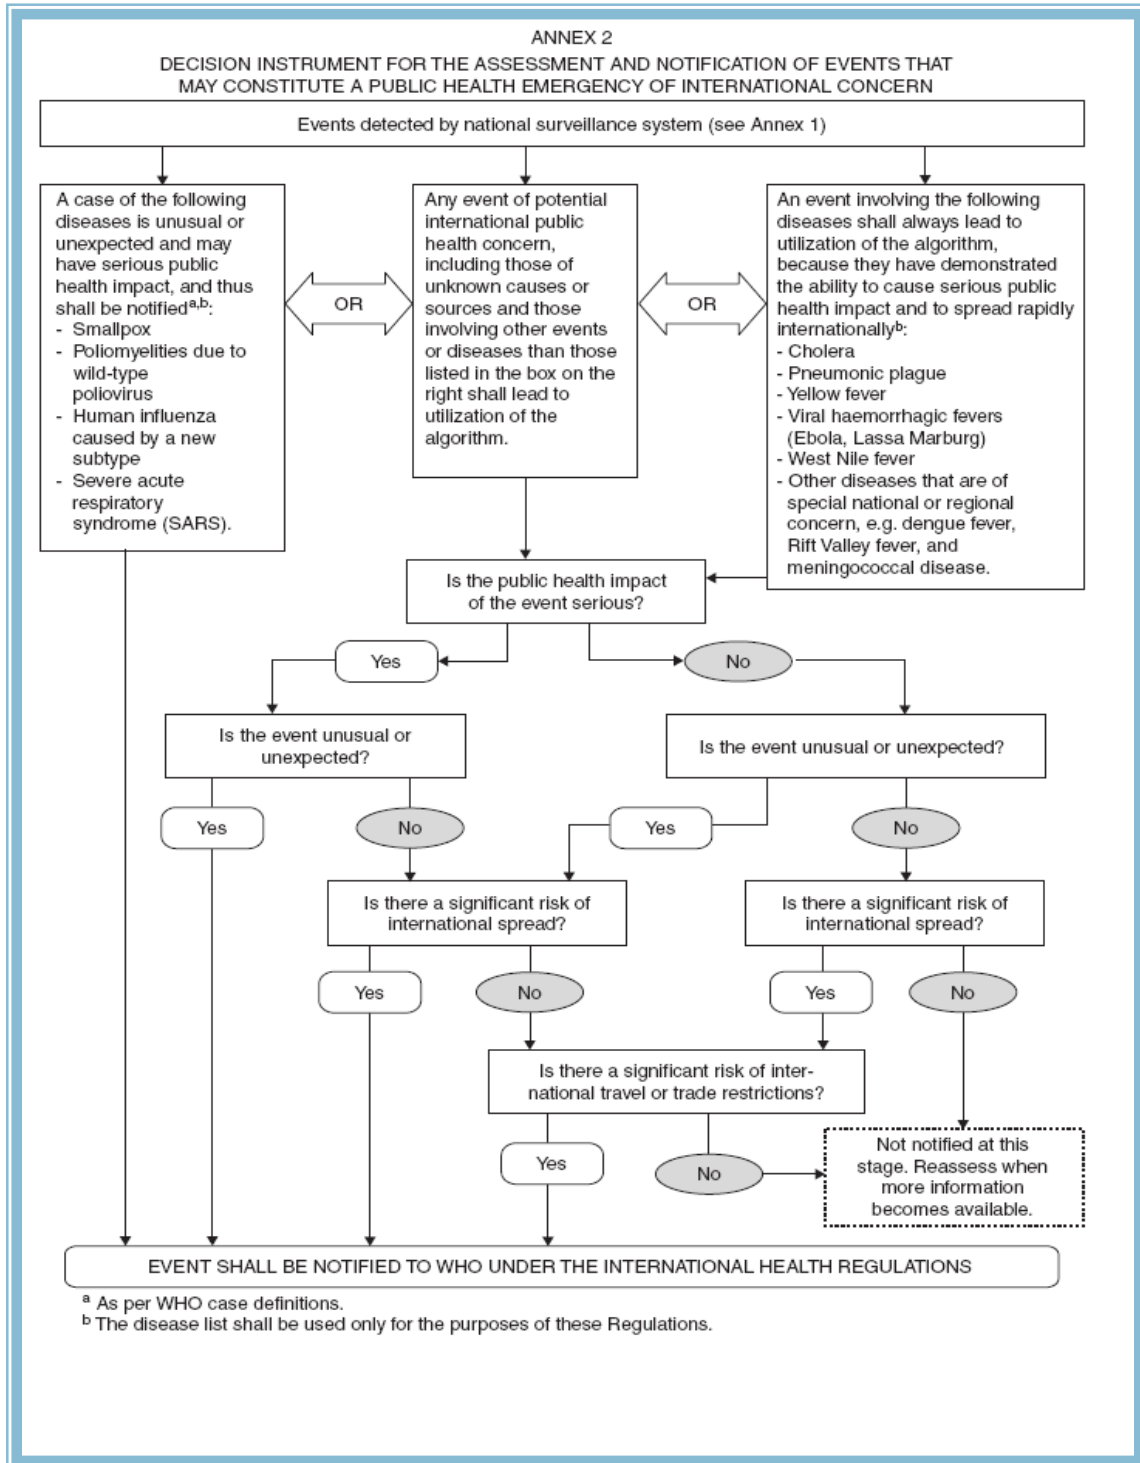 ANNEX 2
DECISION INSTRUMENT FOR THE ASSESSMENT AND NOTIFICATION OF EVENTS THAT
MAY CONSTITUTE A PUBLIC HEALTH EMERGENCY OF INTERNATIONAL CONCERN
Events detected by national surveillance system (see Annex 1)
A case of the following
diseases is unusual or
unexpected and may
have serious public
health impact, and thus
shall be notifiedᵃ,ᵇ:
- Smallpox
- Poliomyelities due to
wild-type
poliovirus
- Human influenza
caused by a new
subtype
- Severe acute
respiratory
syndrome (SARS).
OR
Any event of potential
international public
health concern,
including those of
unknown causes or
sources and those
involving other events
or diseases than those
listed in the box on the
right shall lead to
utilization of the
algorithm.
OR
An event involving the following
diseases shall always lead to
utilization of the algorithm,
because they have demonstrated
the ability to cause serious public
health impact and to spread rapidly
internationallyᵇ:
- Cholera
- Pneumonic plague
- Yellow fever
- Viral haemorrhagic fevers
(Ebola, Lassa Marburg)
- West Nile fever
- Other diseases that are of
special national or regional
concern, e.g. dengue fever,
Rift Valley fever, and
meningococcal disease.
Is the public health impact
of the event serious?
Yes
No
Is the event unusual or
unexpected?
Is the event unusual or unexpected?
Yes
No
Yes
No
Is there a significant risk of
international spread?
Is there a significant risk of
international spread?
Yes
No
Yes
No
Is there a significant risk of inter-
national travel or trade restrictions?
Yes
No
Not notified at this
stage. Reassess when
more information
becomes available.
EVENT SHALL BE NOTIFIED TO WHO UNDER THE INTERNATIONAL HEALTH REGULATIONS
ᵃ As per WHO case definitions.
ᵇ The disease list shall be used only for the purposes of these Regulations.